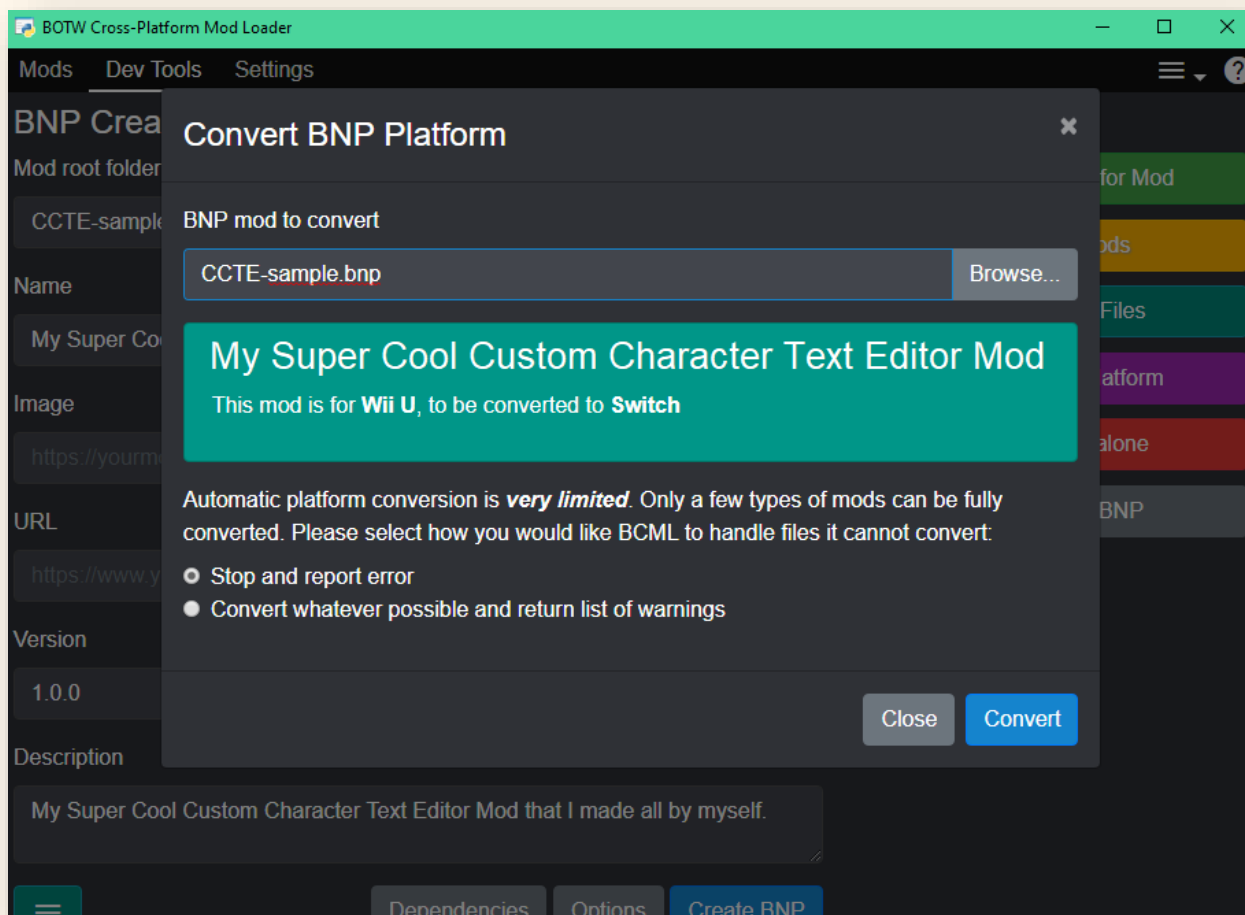 BOTW Cross-Platform Mod Loader
Mods Dev Tools Settings
BNP Crea
Convert BNP Platform
Mod root folder
for Mod
BNP mod to convert
CCTE-sample
CCTE-sample.bnp
Browse...
ods
Name
Files
My Super Co
My Super Cool Custom Character Text Editor Mod
This mod is for Wii U, to be converted to Switch
atform
Image
alone
https://yourm
Automatic platform conversion is very limited. Only a few types of mods can be fully
converted. Please select how you would like BCML to handle files it cannot convert:
BNP
URL
https://www.y
Stop and report error
Convert whatever possible and return list of warnings
Version
1.0.0
Close Convert
Description
My Super Cool Custom Character Text Editor Mod that I made all by myself.
Dependencies Options Create BNP